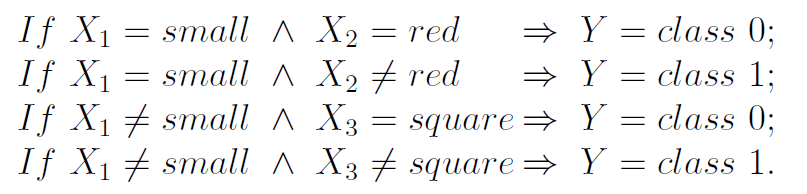 If X₁ = small ∧ X₂ = red ⇒ Y = class 0;
If X₁ = small ∧ X₂ ≠ red ⇒ Y = class 1;
If X₁ ≠ small ∧ X₃ = square ⇒ Y = class 0;
If X₁ ≠ small ∧ X₃ ≠ square ⇒ Y = class 1.